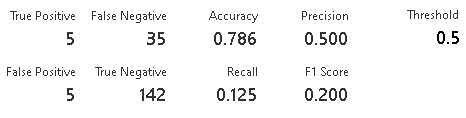 True Positive False Negative Accuracy Precision Threshold
5 35 0.786 0.500 0.5
False Positive True Negative Recall F1 Score
5 142 0.125 0.200